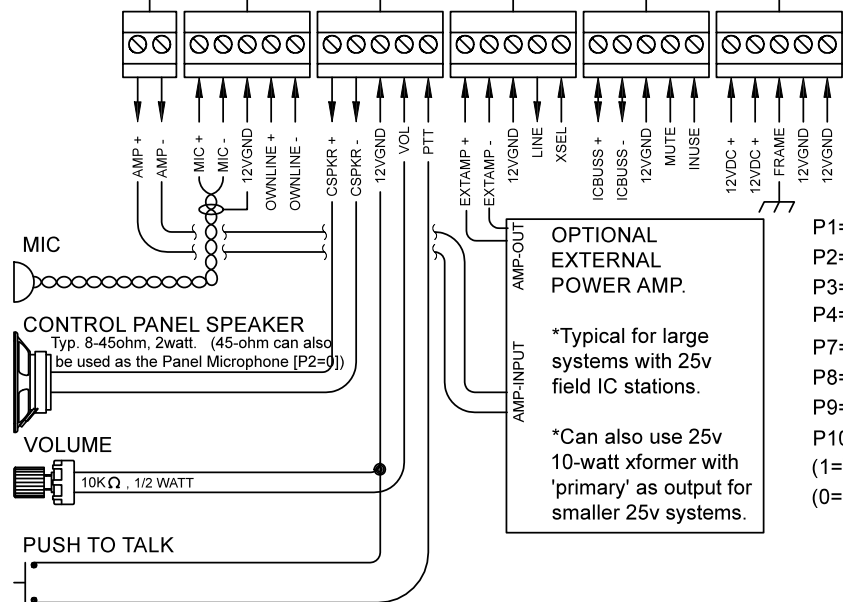 AMP +
AMP -
MIC +
MIC -
12VGND
OWNLINE +
OWNLINE -
CSPKR +
CSPKR -
12VGND
VOL
PTT
EXTAMP +
EXTAMP -
12VGND
LINE
XSEL
ICBUSS +
ICBUSS -
12VGND
MUTE
INUSE
12VDC +
12VDC +
FRAME
12VGND
12VGND
MIC
CONTROL PANEL SPEAKER
Typ. 8-45ohm, 2watt. (45-ohm can also
be used as the Panel Microphone [P2=0])
VOLUME
10KΩ , 1/2 WATT
PUSH TO TALK
AMP-OUT
AMP-INPUT
OPTIONAL
EXTERNAL
POWER AMP.
*Typical for large
systems with 25v
field IC stations.
*Can also use 25v
10-watt xformer with
'primary' as output for
smaller 25v systems.
P1=
P2=
P3=
P4=
P7=
P8=
P9=
P10
(1=
(0=